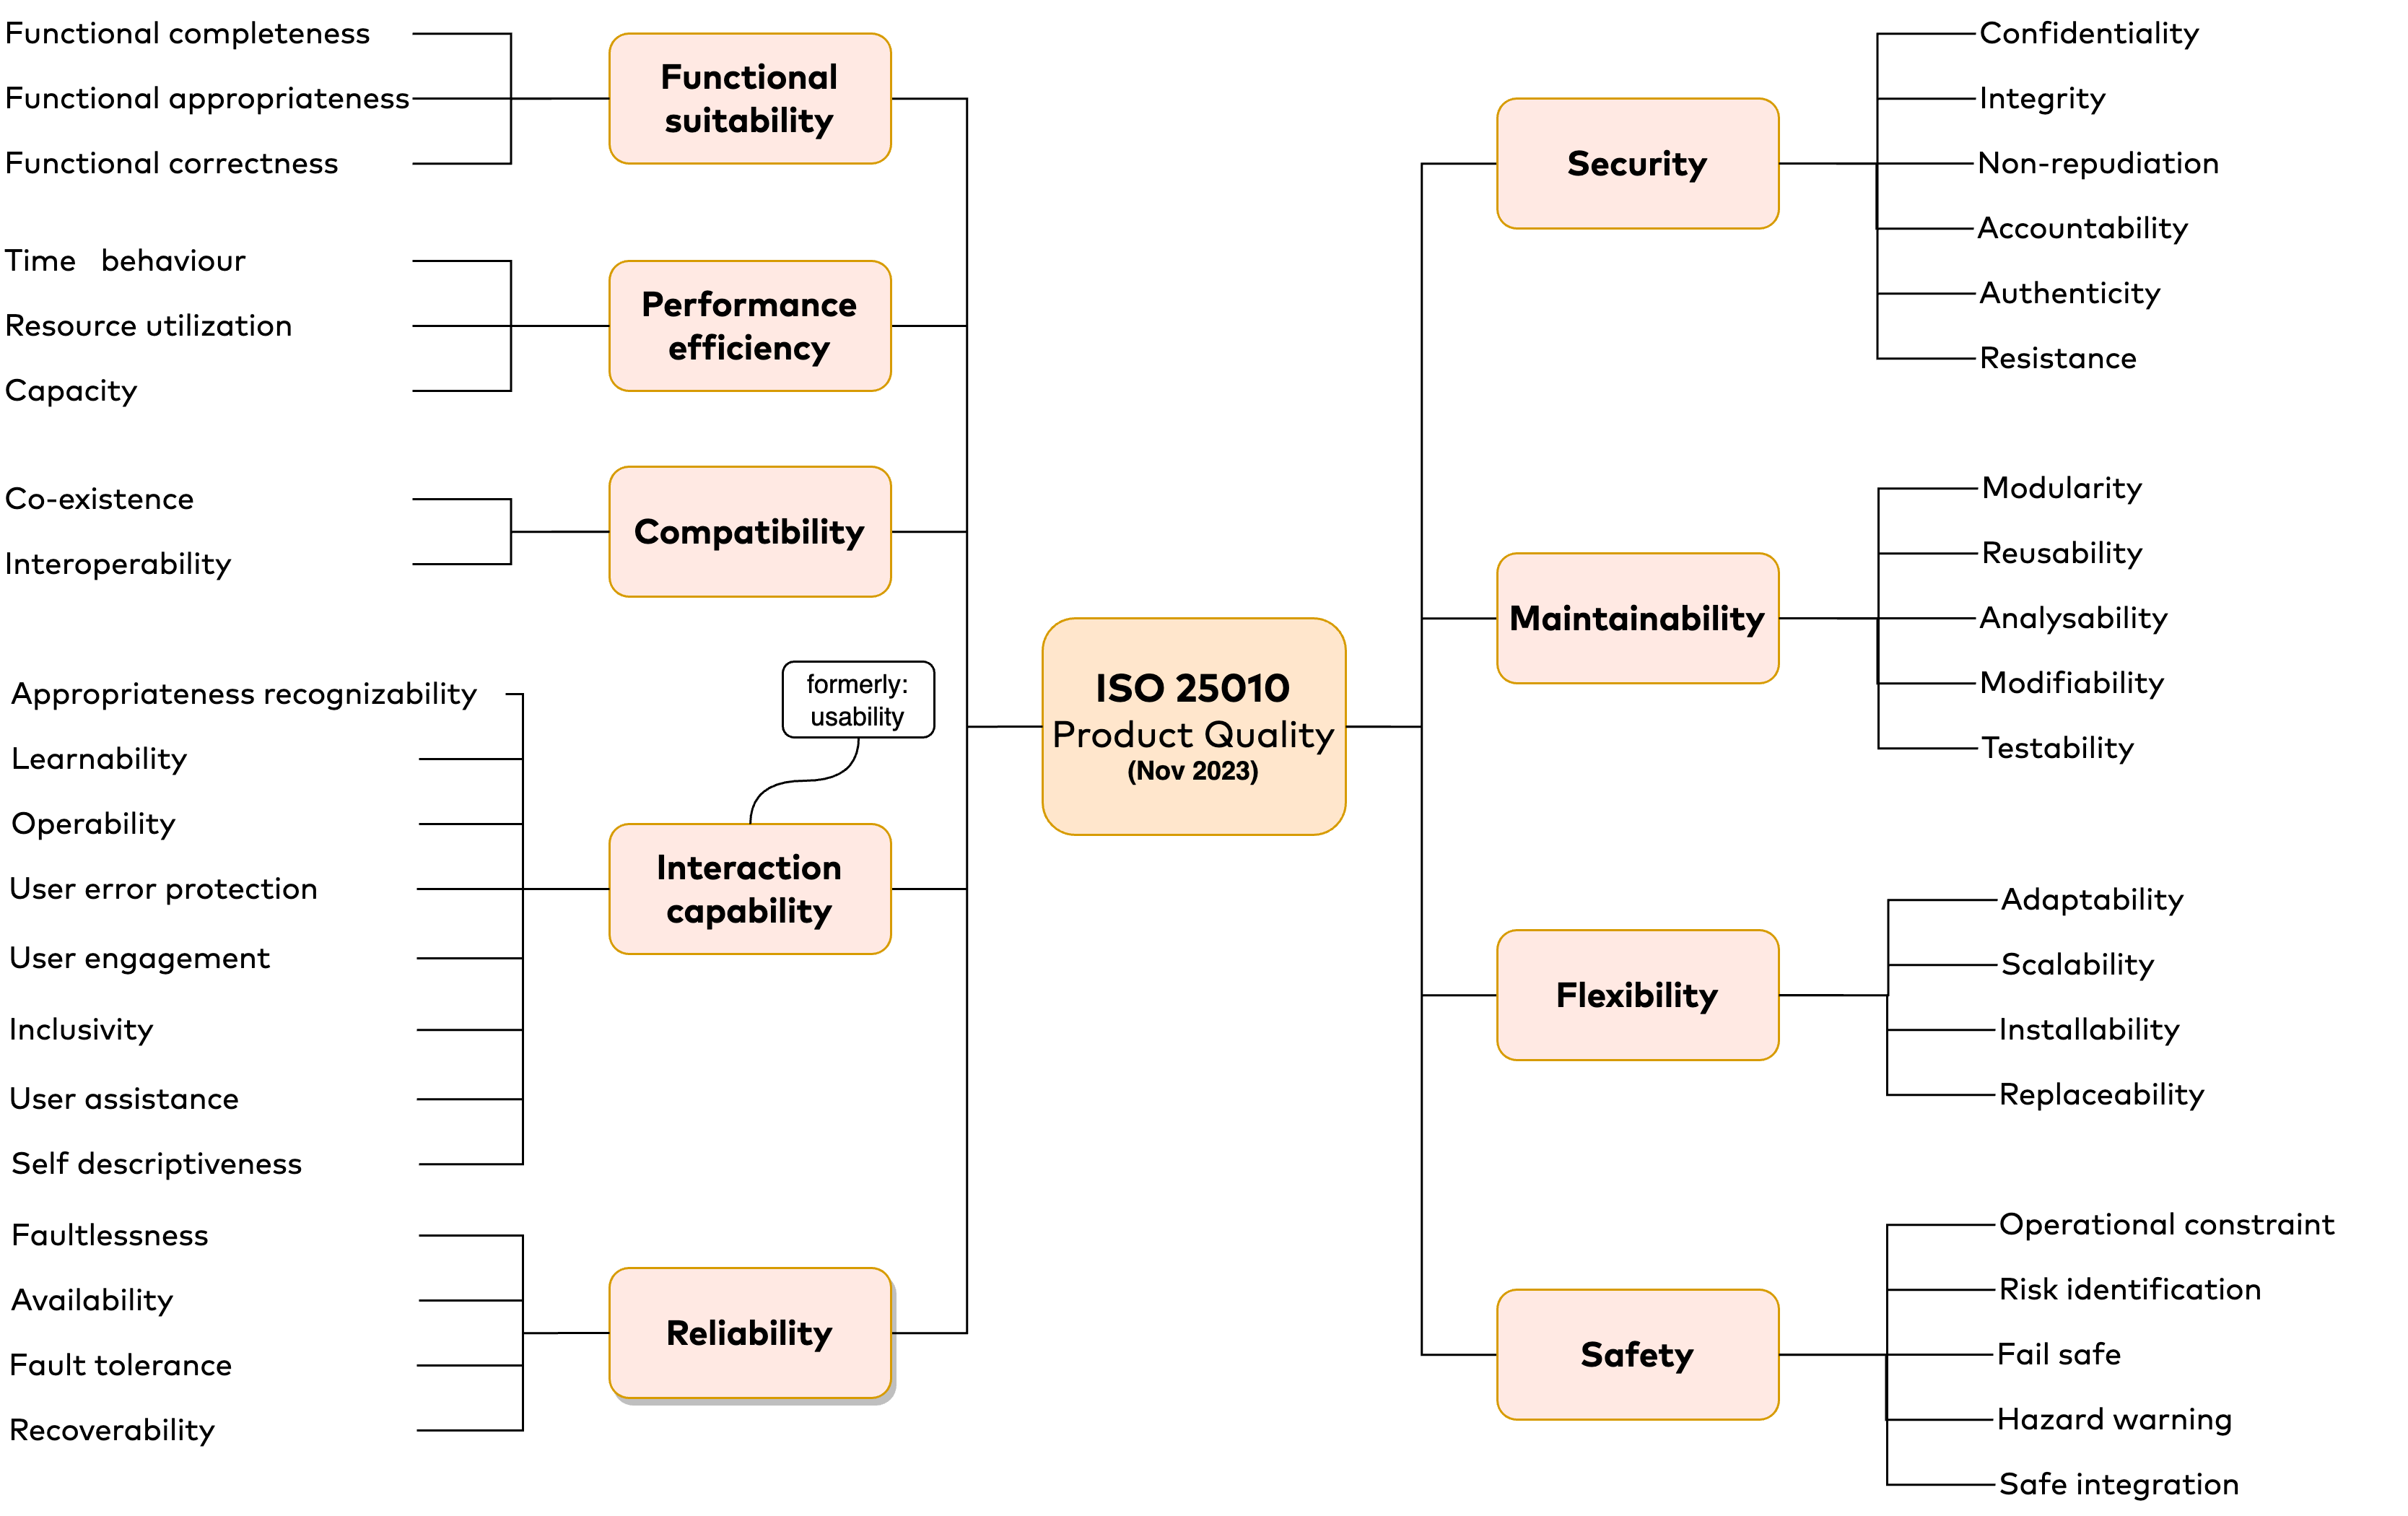 Functional completeness
Functional appropriateness
Functional correctness
Functional
suitability
Time behaviour
Resource utilization
Capacity
Performance
efficiency
Co-existence
Interoperability
Compatibility
Appropriateness recognizability
Learnability
Operability
User error protection
User engagement
Inclusivity
User assistance
Self descriptiveness
formerly:
usability
Interaction
capability
Faultlessness
Availability
Fault tolerance
Recoverability
Reliability
ISO 25010
Product Quality
(Nov 2023)
Security
Confidentiality
Integrity
Non-repudiation
Accountability
Authenticity
Resistance
Maintainability
Modularity
Reusability
Analysability
Modifiability
Testability
Flexibility
Adaptability
Scalability
Installability
Replaceability
Safety
Operational constraint
Risk identification
Fail safe
Hazard warning
Safe integration